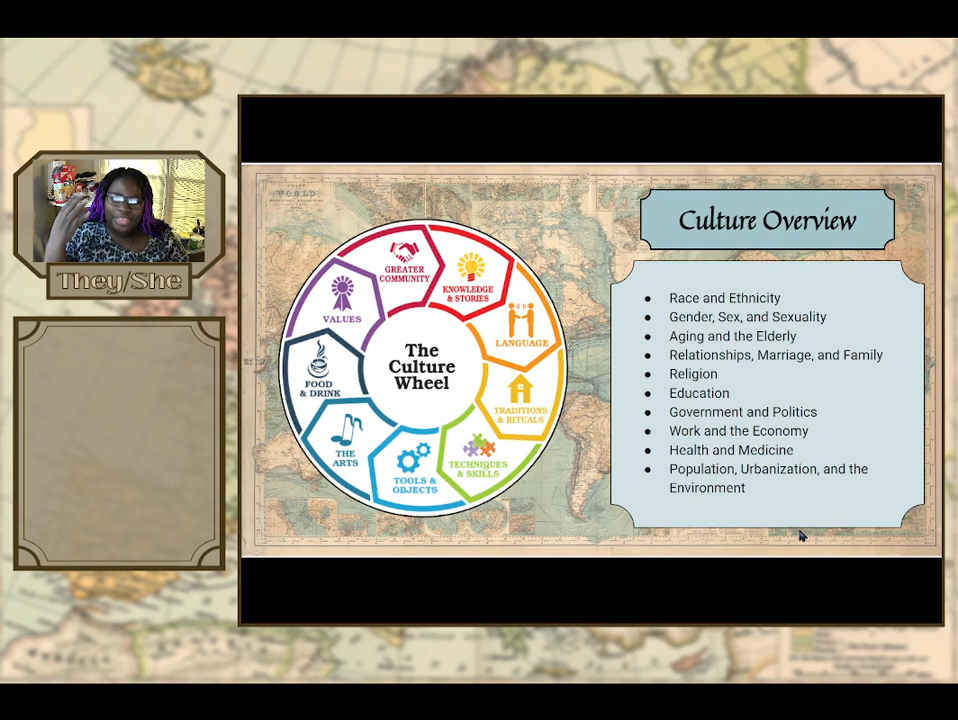 They/She
WORLD
GREATER
COMMUNITY
KNOWLEDGE
& STORIES
LANGUAGE
TRADITIONS
& RITUALS
TECHNIQUES
& SKILLS
TOOLS &
OBJECTS
THE
ARTS
FOOD
& DRINK
VALUES
The
Culture
Wheel
Culture Overview
● Race and Ethnicity
● Gender, Sex, and Sexuality
● Aging and the Elderly
● Relationships, Marriage, and Family
● Religion
● Education
● Government and Politics
● Work and the Economy
● Health and Medicine
● Population, Urbanization, and the
Environment